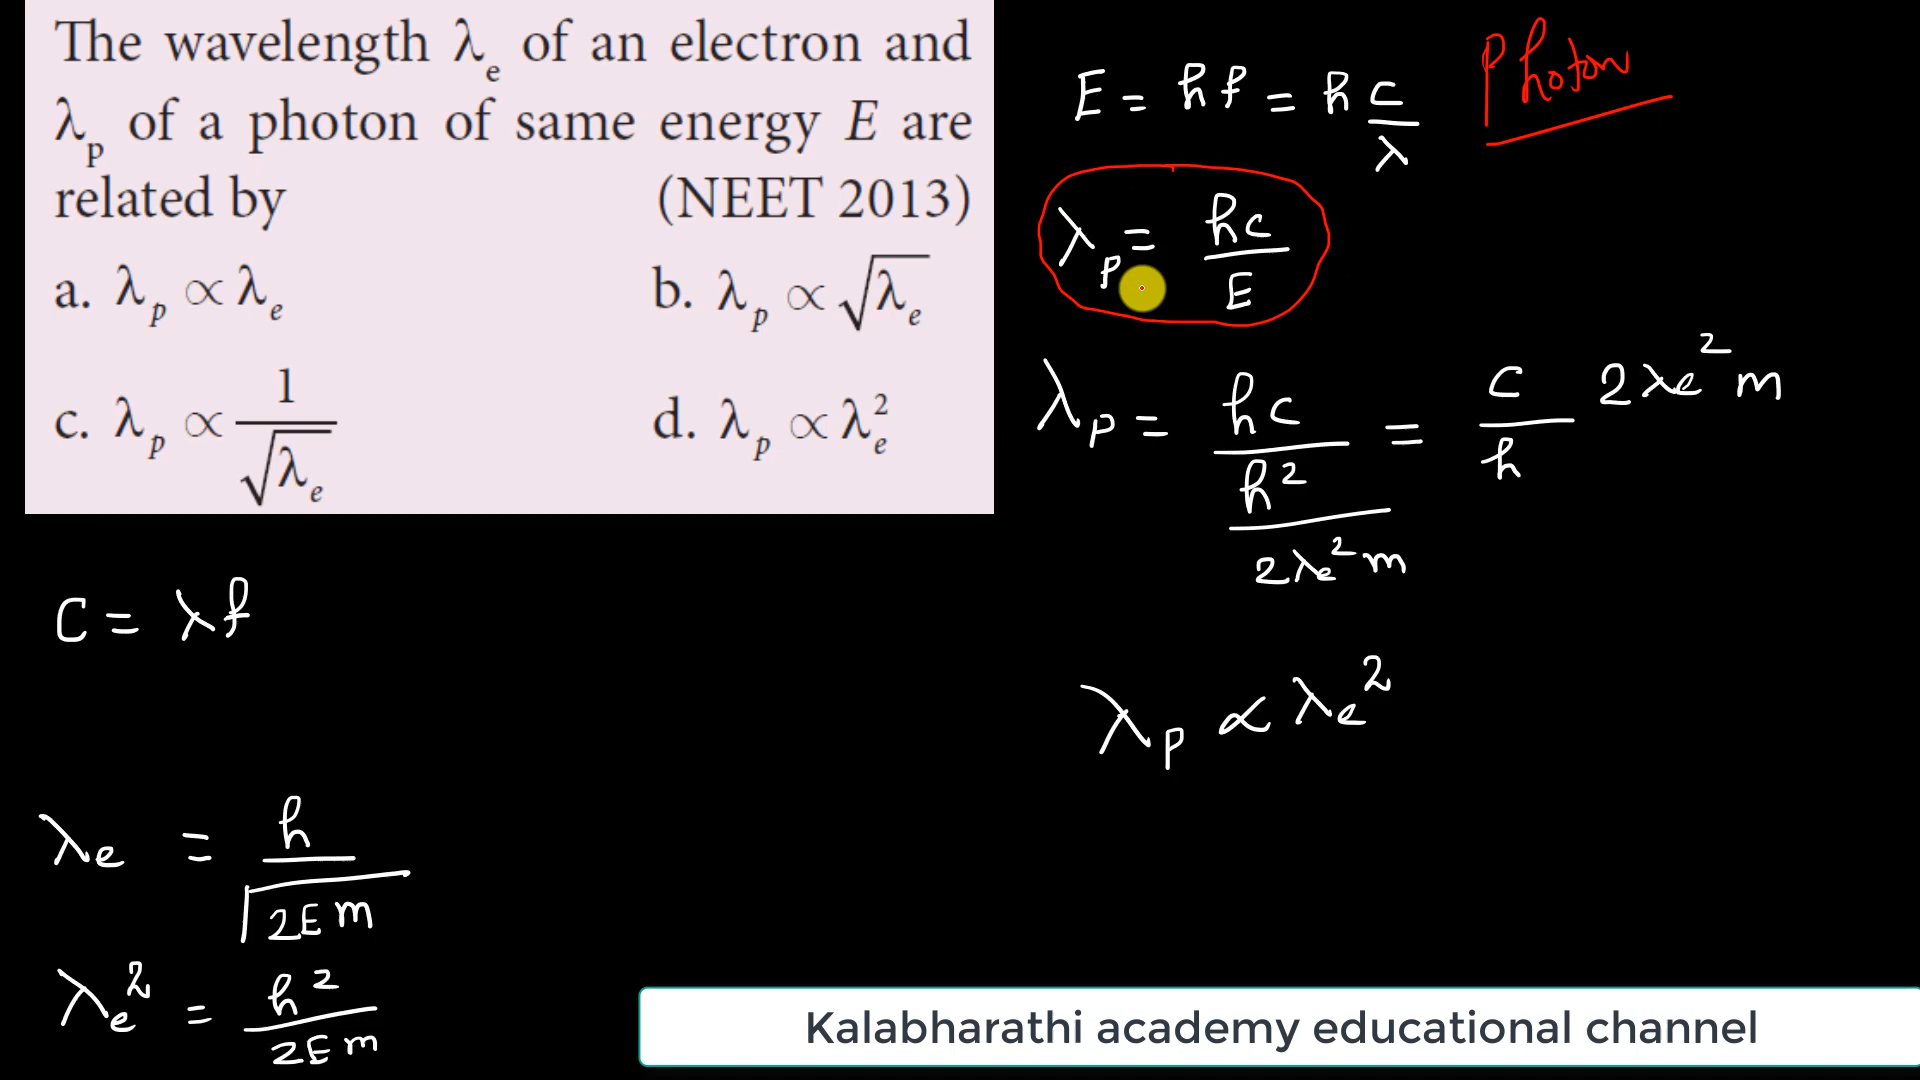 The wavelength λe of an electron and
λp of a photon of same energy E are
related by (NEET 2013)
a. λp ∝ λe b. λp ∝ √λe
c. λp ∝ 1/√λe d. λp ∝ λe²
C = λf
λe = h/√2Em
λe² = h²/2Em
Photon
E = hf = h c/λ
λp = hc/E
λp = hc/(h²/2λe²m) = c/h 2λe²m
λp ∝ λe²
Kalabharathi academy educational channel